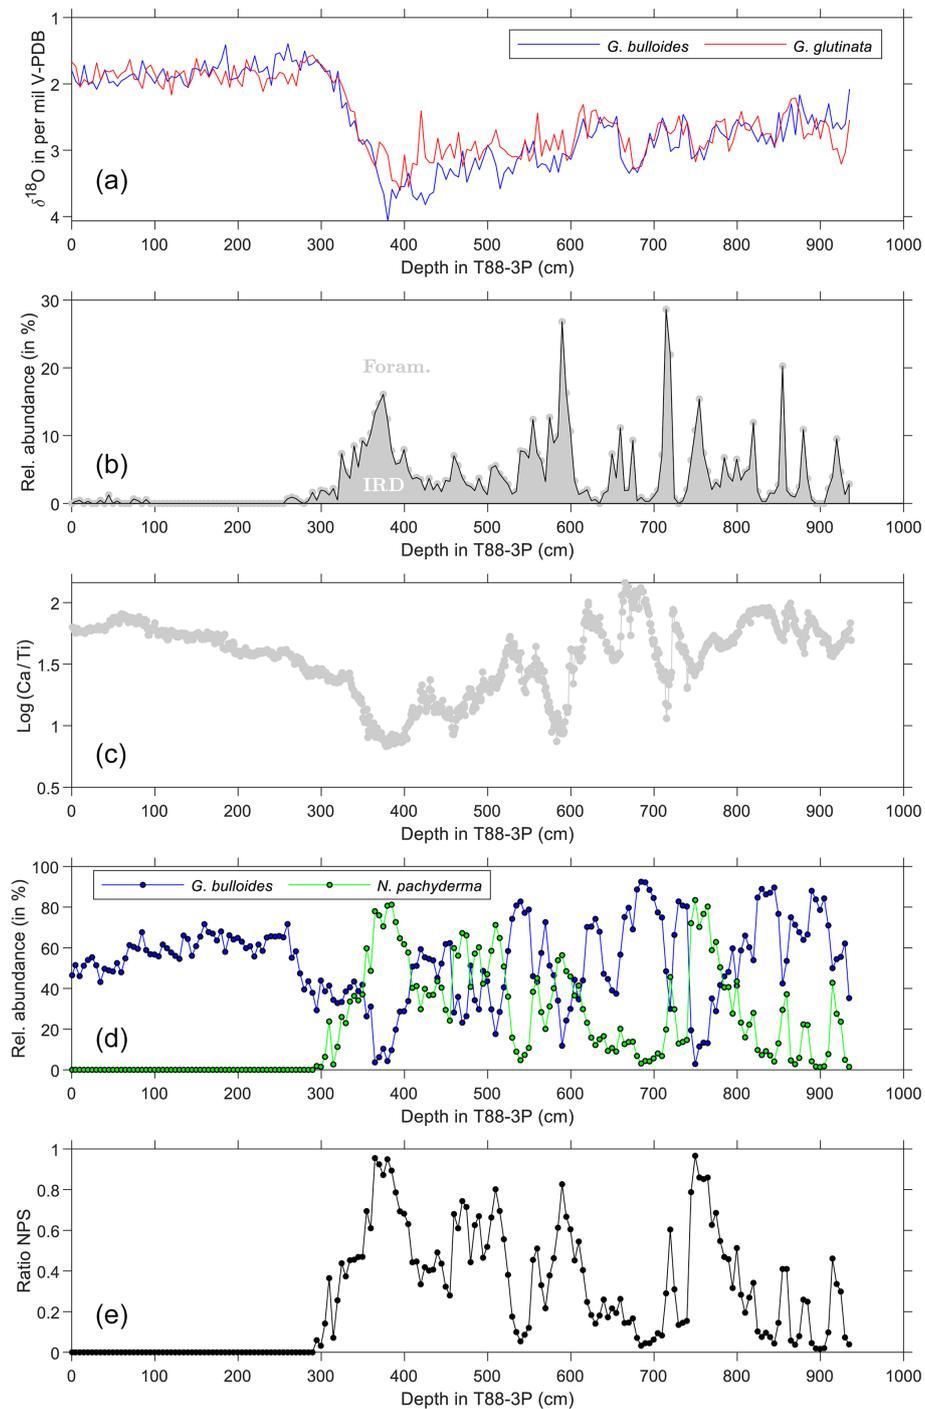 1
2
3
4
δ18O in per mil V-PDB
G. bulloides G. glutinata
(a)
0 100 200 300 400 500 600 700 800 900 1000
Depth in T88-3P (cm)
30
20
10
0
Rel. abundance (in %)
Foram.
IRD
(b)
0 100 200 300 400 500 600 700 800 900 1000
Depth in T88-3P (cm)
2
1.5
1
0.5
Log(Ca/Ti)
(c)
0 100 200 300 400 500 600 700 800 900 1000
Depth in T88-3P (cm)
100
80
60
40
20
0
Rel. abundance (in %)
G. bulloides N. pachyderma
(d)
0 100 200 300 400 500 600 700 800 900 1000
Depth in T88-3P (cm)
1
0.8
0.6
0.4
0.2
0
Ratio NPS
(e)
0 100 200 300 400 500 600 700 800 900 1000
Depth in T88-3P (cm)